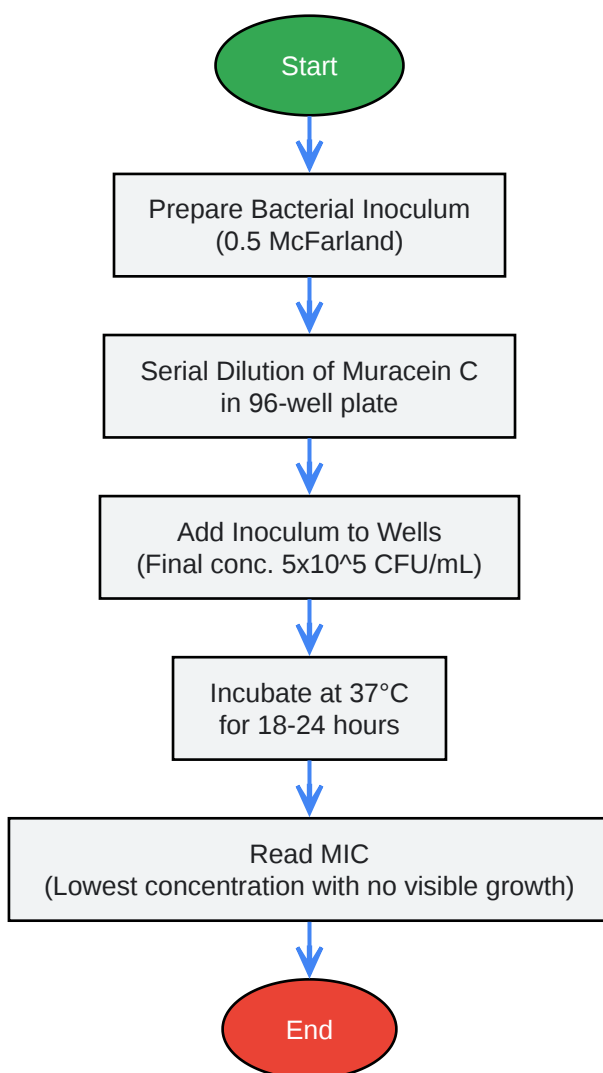 Start
Prepare Bacterial Inoculum
(0.5 McFarland)
Serial Dilution of Muracein C
in 96-well plate
Add Inoculum to Wells
(Final conc. 5x10^5 CFU/mL)
Incubate at 37°C
for 18-24 hours
Read MIC
(Lowest concentration with no visible growth)
End